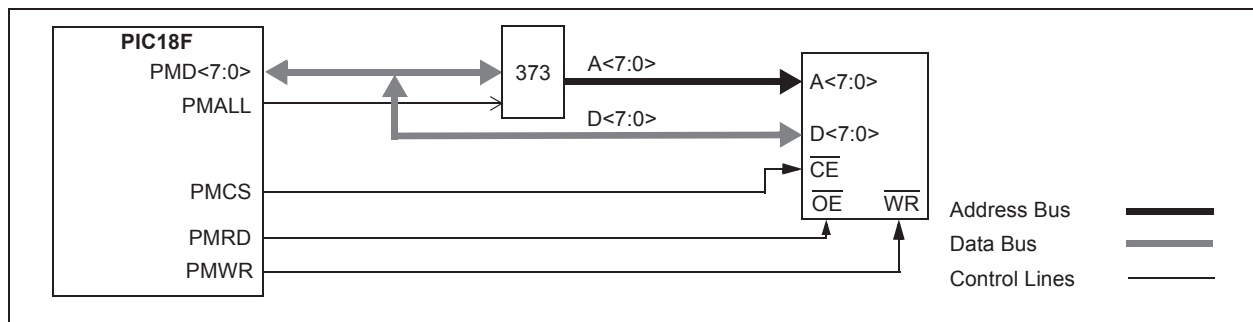 PIC18F
PMD<7:0>
PMALL
PMCS
PMRD
PMWR
373
A<7:0>
D<7:0>
A<7:0>
D<7:0>
CE
OE WR
Address Bus
Data Bus
Control Lines